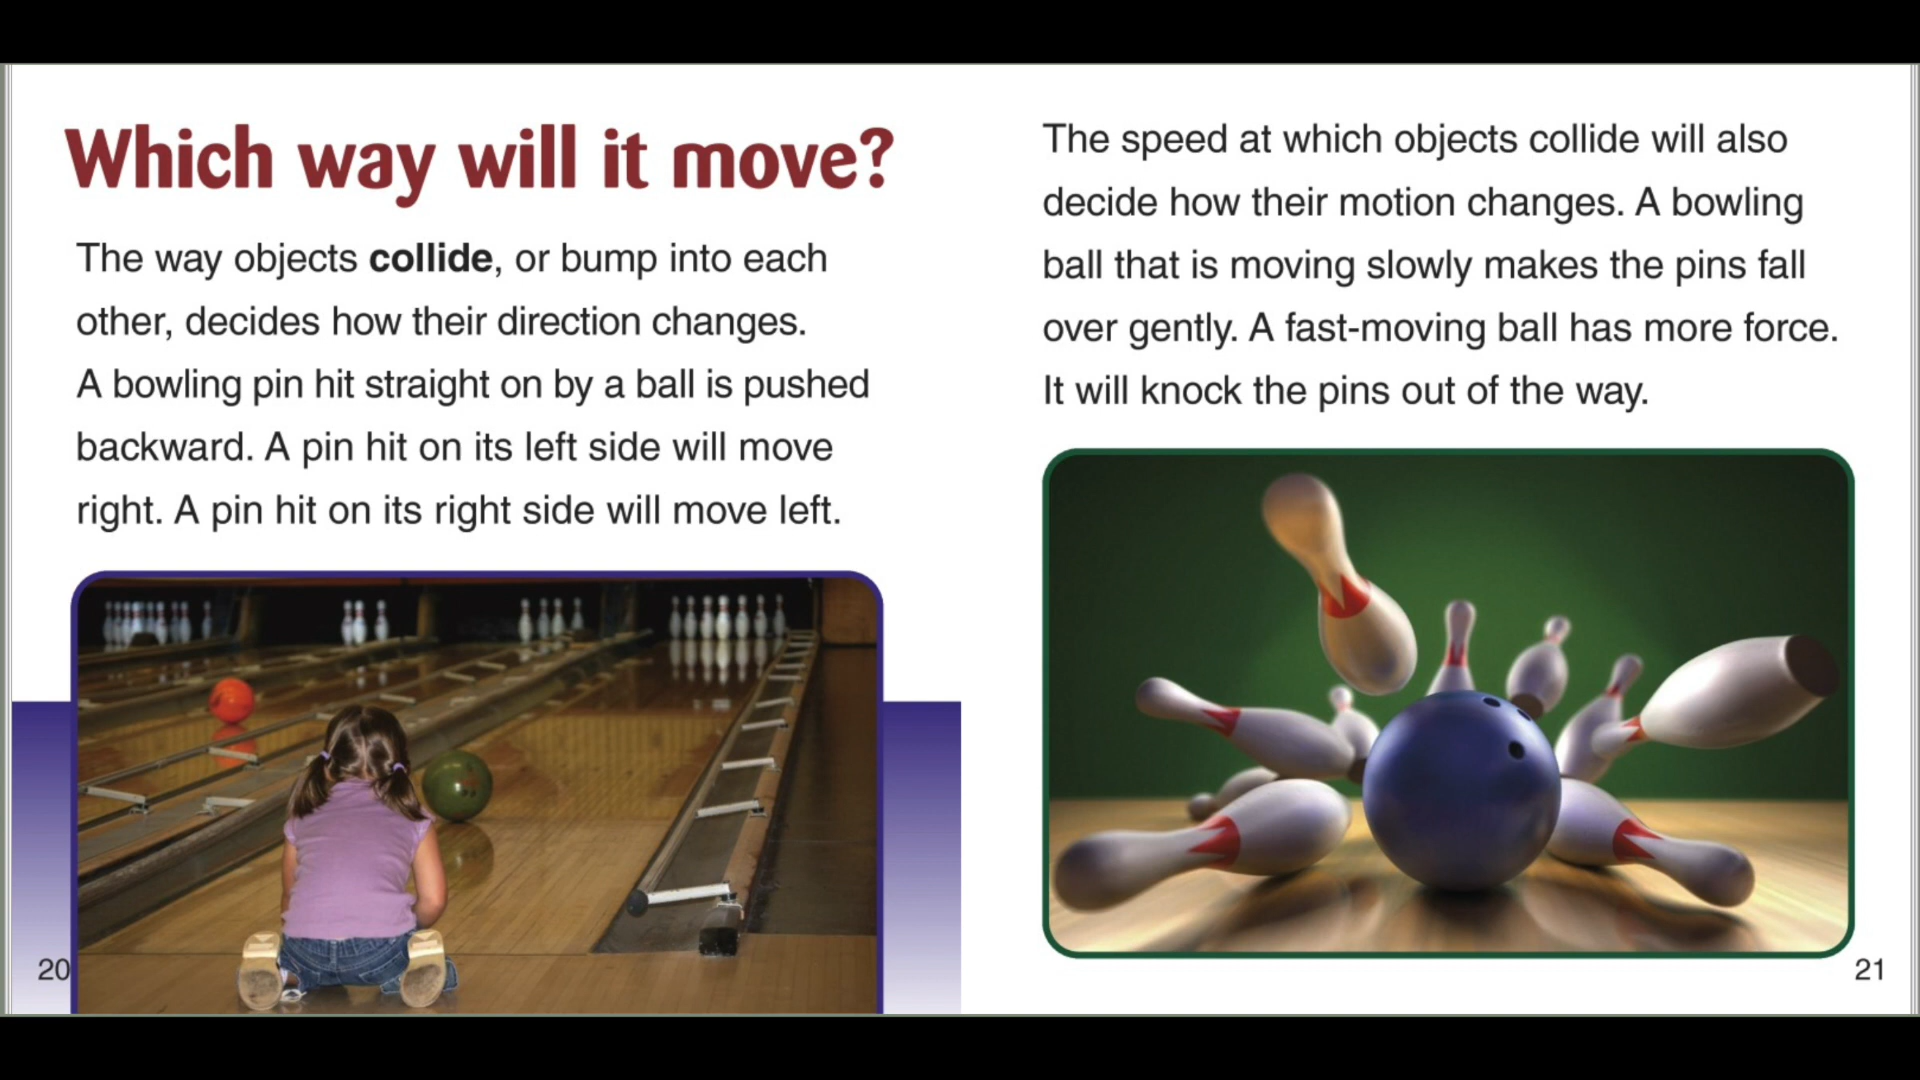 Which way will it move?
The way objects collide, or bump into each
other, decides how their direction changes.
A bowling pin hit straight on by a ball is pushed
backward. A pin hit on its left side will move
right. A pin hit on its right side will move left.
20
The speed at which objects collide will also
decide how their motion changes. A bowling
ball that is moving slowly makes the pins fall
over gently. A fast-moving ball has more force.
It will knock the pins out of the way.
21